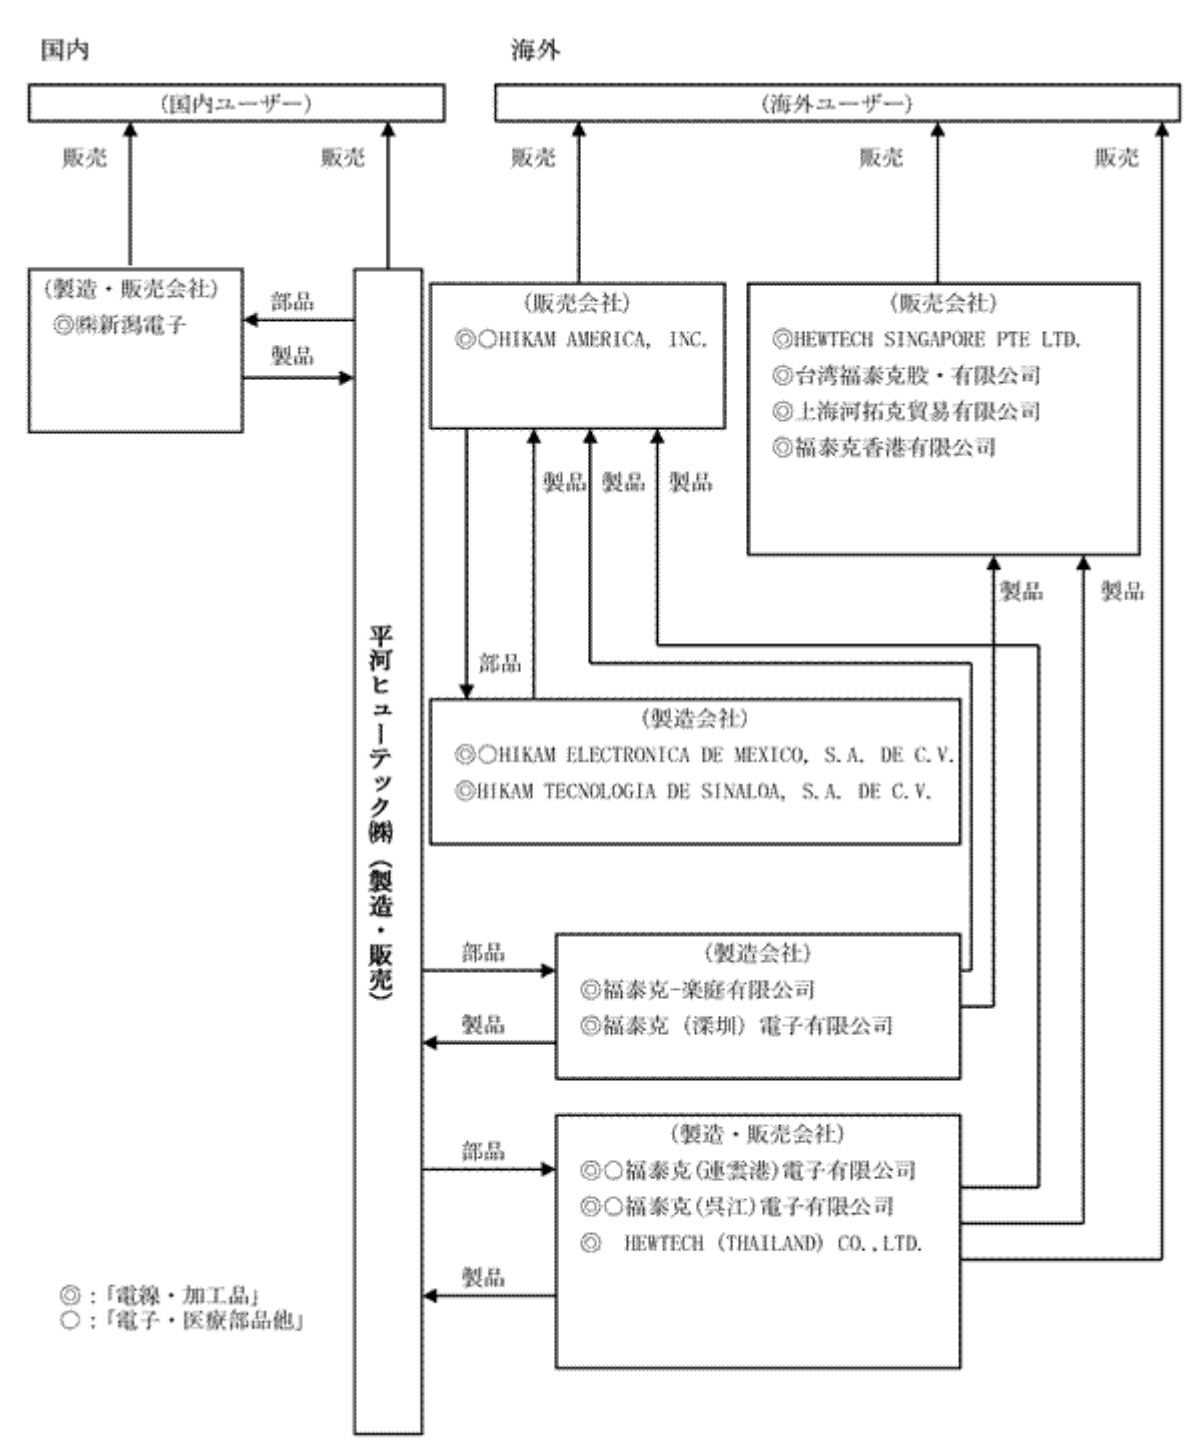 国内
海外
(国内ユーザー)
(海外ユーザー)
販売
販売
販売
販売
販売
(製造・販売会社)
◎㈱新潟電子
部品
製品
(販売会社)
◎○HIKAM AMERICA, INC.
(販売会社)
◎HEWTECH SINGAPORE PTE LTD.
◎台湾福泰克股・有限公司
◎上海河拓克貿易有限公司
◎福泰克香港有限公司
製品
製品
製品
製品
製品
部品
平河ヒューテック㈱(製造・販売)
(製造会社)
◎○HIKAM ELECTRONICA DE MEXICO, S.A. DE C.V.
◎HIKAM TECNOLOGIA DE SINALOA, S.A. DE C.V.
部品
製品
(製造会社)
◎福泰克-楽庭有限公司
◎福泰克 (深圳) 電子有限公司
部品
製品
(製造・販売会社)
◎○福泰克(連雲港)電子有限公司
◎○福泰克(呉江)電子有限公司
◎ HEWTECH (THAILAND) CO.,LTD.
◎：「電線・加工品」
○：「電子・医療部品他」